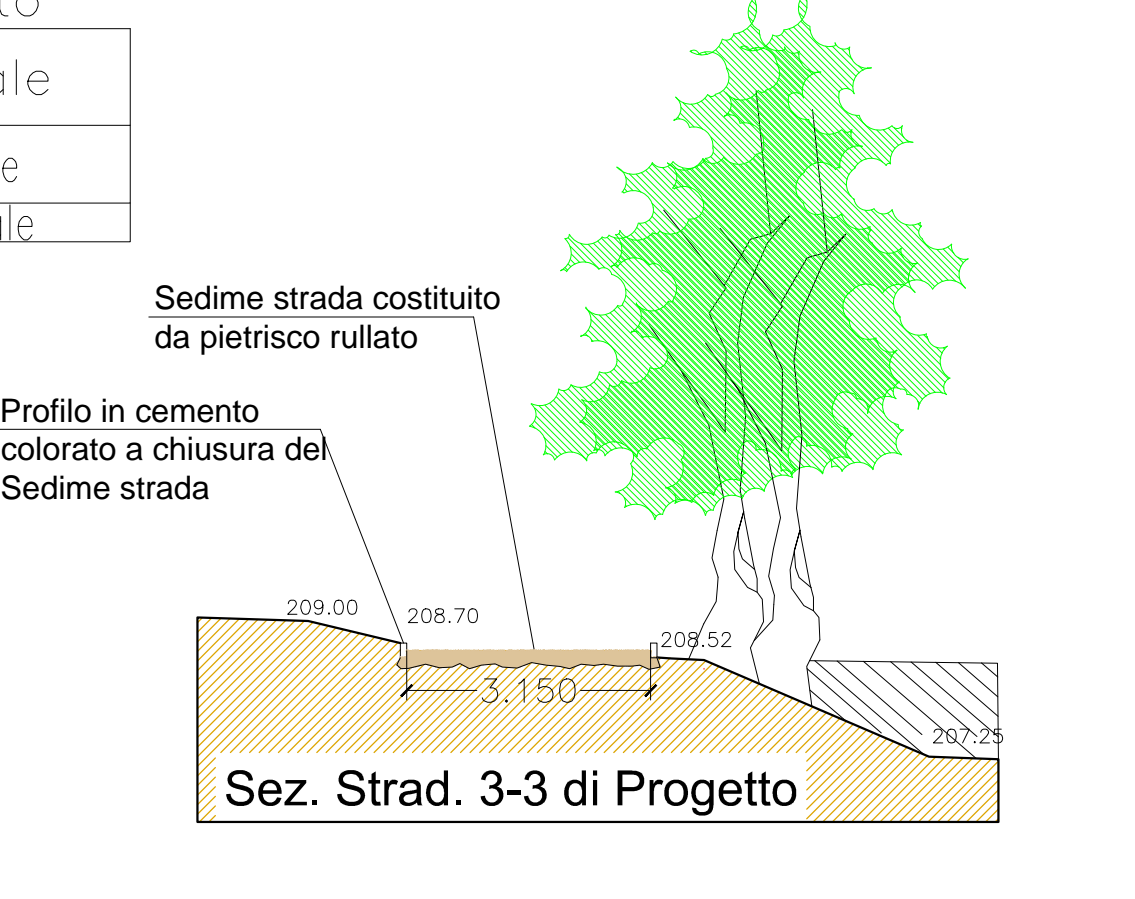 Sedime strada costituito
da pietrisco rullato
Profilo in cemento
colorato a chiusura del
Sedime strada
209.00
208.70
208.52
3.150
207.25
Sez. Strad. 3-3 di Progetto